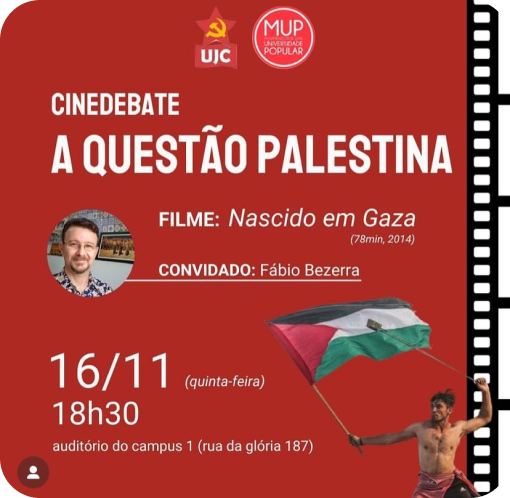 UJC
MUP
UNIVERSIDADE
POPULAR
CINEDEBATE
A QUESTÃO PALESTINA
FILME: Nascido em Gaza
(78min, 2014)
CONVIDADO: Fábio Bezerra
16/11 (quinta-feira)
18h30
auditório do campus 1 (rua da glória 187)